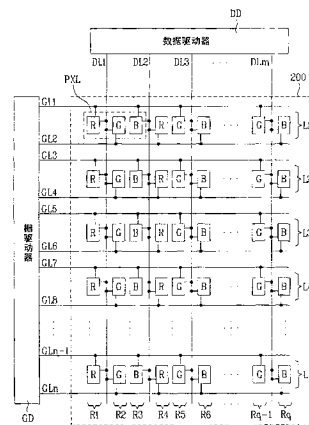 DD
数据驱动器
DL1 DL2 DL3 DLm
PXL
200
GL1
R G B R G B G B
GL2
GL3
R G B R G B G B
GL4
GL5
R G B R G B G B
GL6
GL7
R G B R G B G B
GL8
GLn-1
R G B R G B G B
GLn
栅驱动器
GD
R1 R2 R3 R4 R5 R6 Rq-1 Rq